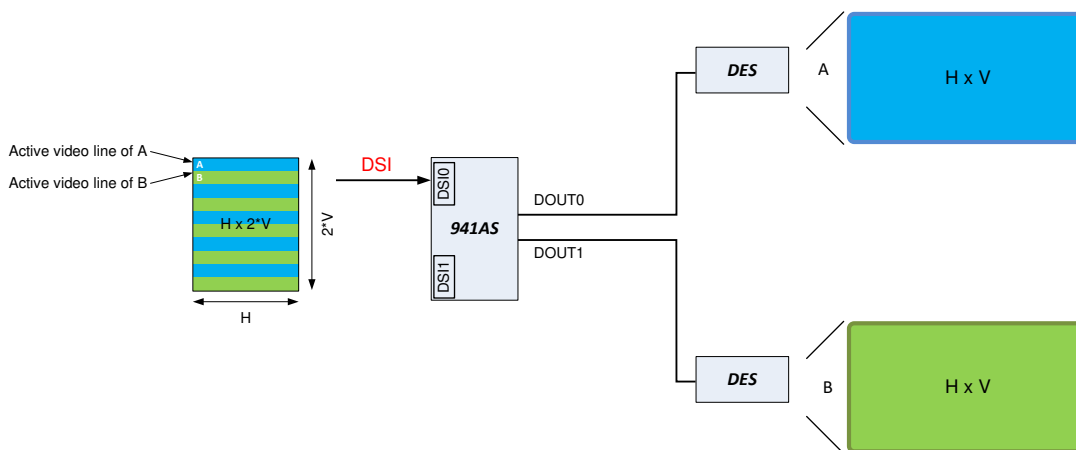 Active video line of A
Active video line of B
A
B
H x 2*V
2*V
H
DSI
DSI0
941AS
DSI1
DOUT0
DOUT1
DES
A
H x V
DES
B
H x V